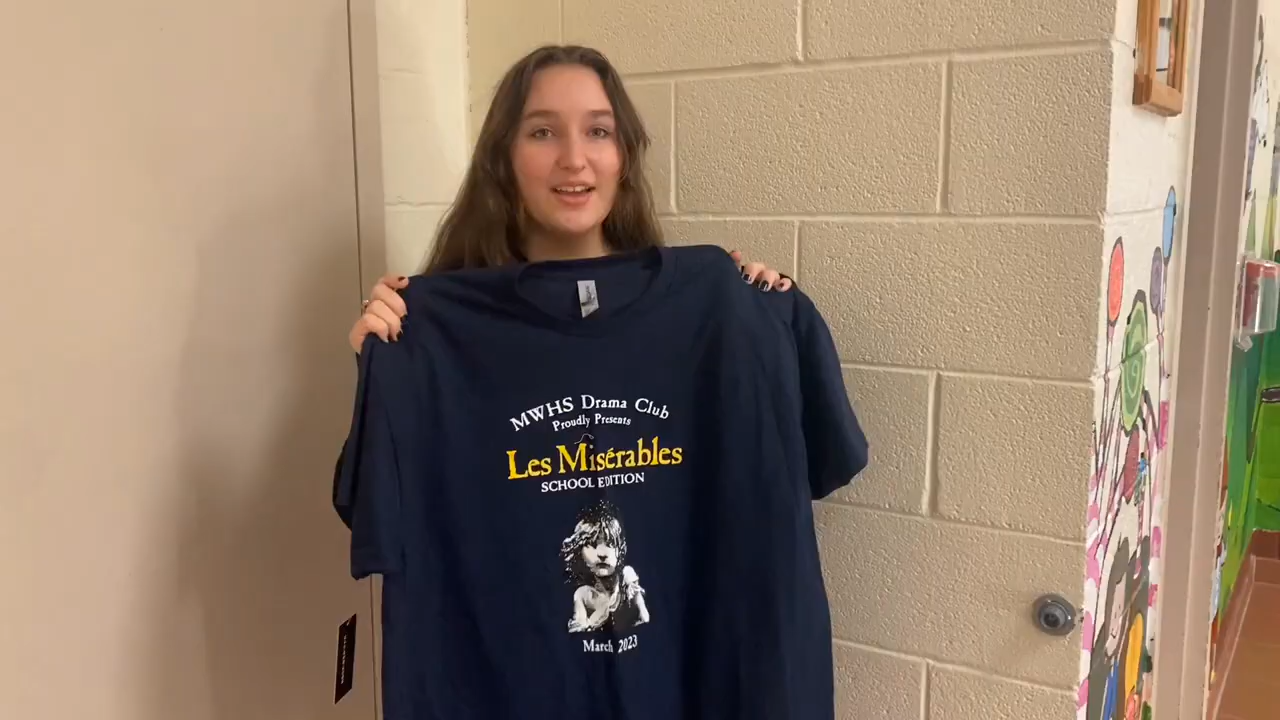 MWHS Drama Club
Proudly Presents
Les Misérables
SCHOOL EDITION
March 2023